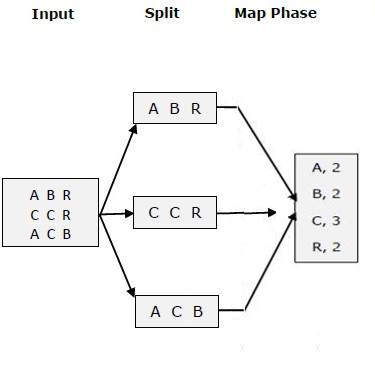 Input Split Map Phase
A B R
A B R
C C R
A C B
C C R
A C B
A, 2
B, 2
C, 3
R, 2